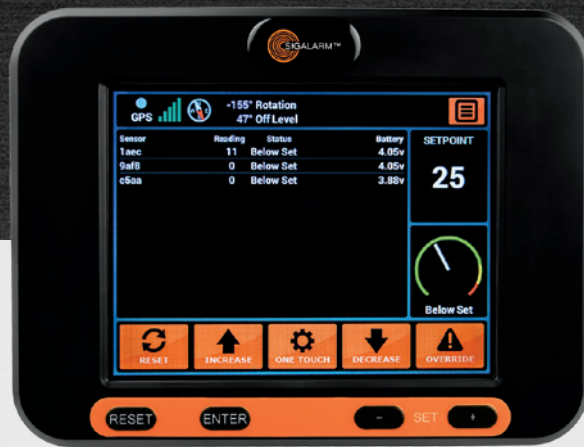 SIGALARM™
GPS
-155° Rotation
47° Off Level
Sensor Reading Status Battery
1aec 11 Below Set 4.05v
9af8 0 Below Set 4.05v
c5aa 0 Below Set 3.88v
SETPOINT
25
Below Set
RESET INCREASE ONE TOUCH DECREASE OVERRIDE
RESET ENTER - SET +